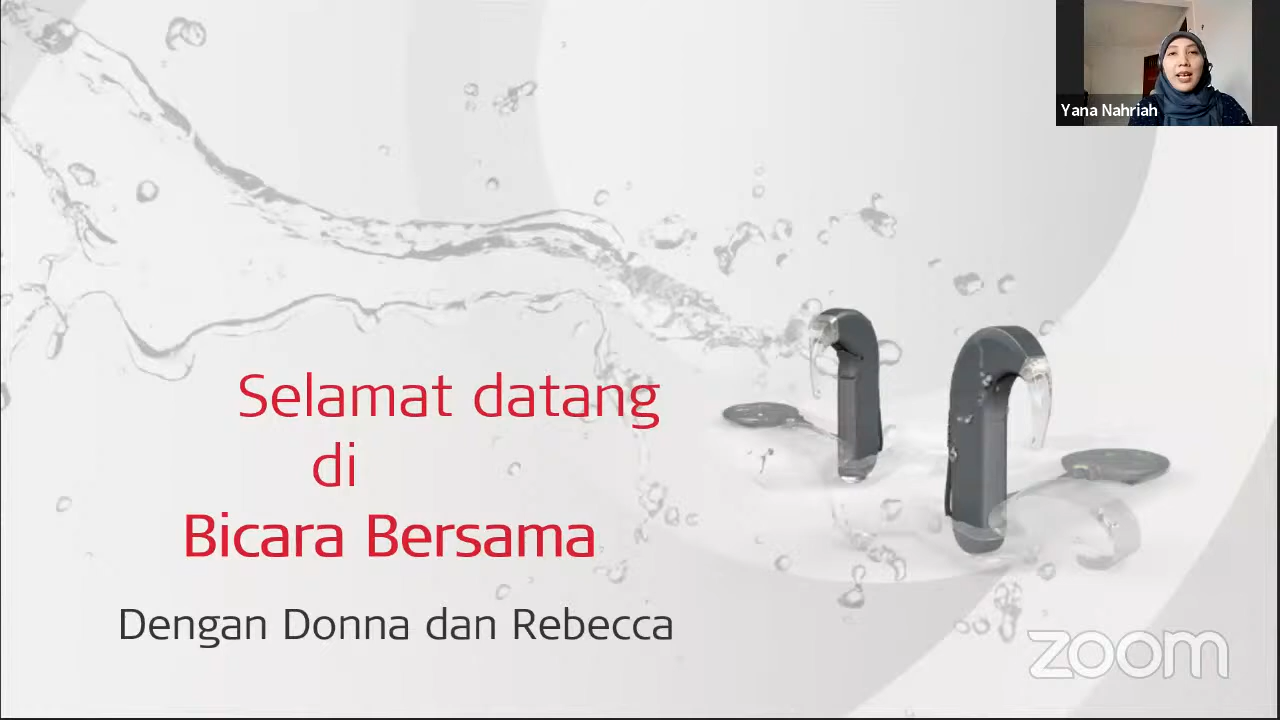 Yana Nahriah
Selamat datang
di
Bicara Bersama
Dengan Donna dan Rebecca
zoom